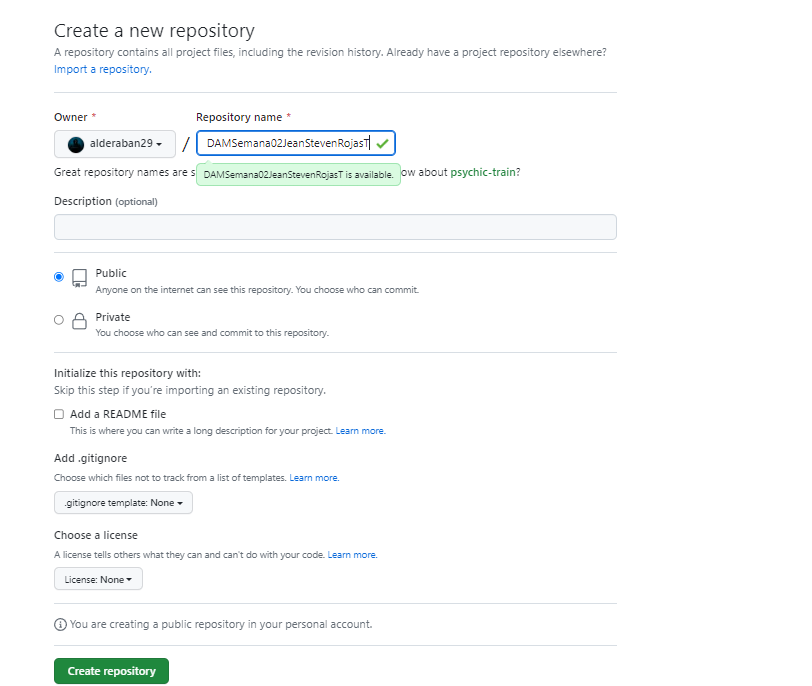 Create a new repository
A repository contains all project files, including the revision history. Already have a project repository elsewhere?
Import a repository.
Owner *
Repository name *
alderaban29
/
DAMSemana02JeanStevenRojasT
Great repository names are s
DAMSemana02JeanStevenRojasT is available.
ow about psychic-train?
Description (optional)
Public
Anyone on the internet can see this repository. You choose who can commit.
Private
You choose who can see and commit to this repository.
Initialize this repository with:
Skip this step if you're importing an existing repository.
Add a README file
This is where you can write a long description for your project. Learn more.
Add .gitignore
Choose which files not to track from a list of templates. Learn more.
.gitignore template: None
Choose a license
A license tells others what they can and can't do with your code. Learn more.
License: None
You are creating a public repository in your personal account.
Create repository